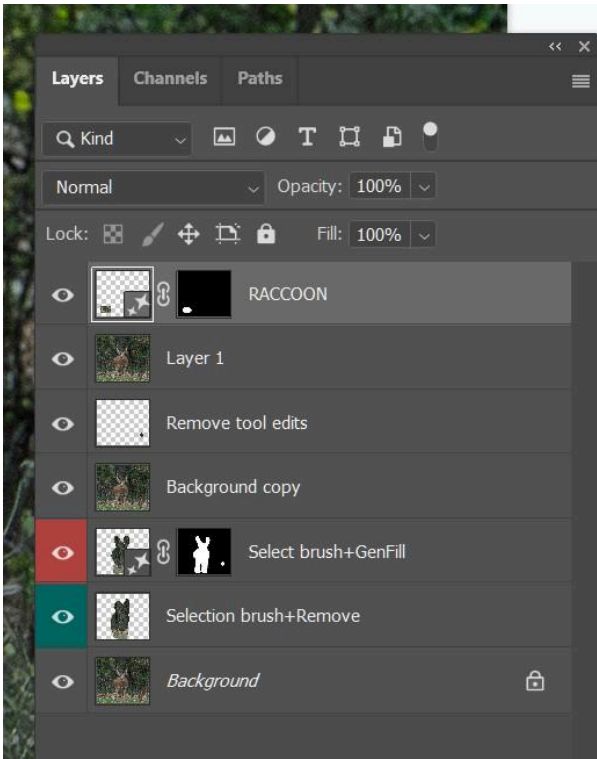 Layers Channels Paths
Kind
Normal Opacity: 100%
Lock: Fill: 100%
RACCOON
Layer 1
Remove tool edits
Background copy
Select brush+GenFill
Selection brush+Remove
Background